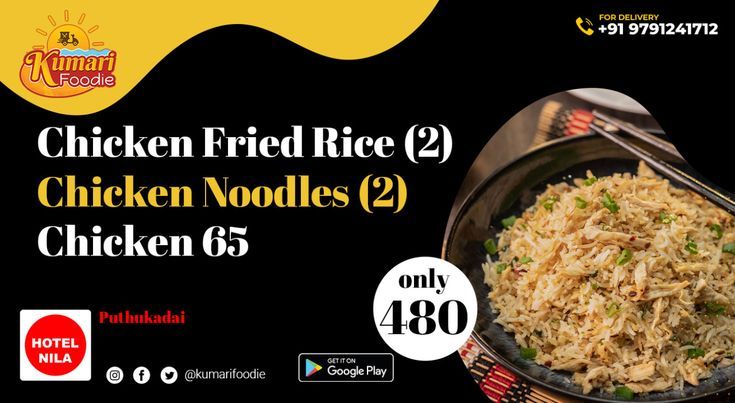 Kumari
Foodie
FOR DELIVERY
+91 9791241712
Chicken Fried Rice (2)
Chicken Noodles (2)
Chicken 65
only
480
Puthukadai
HOTEL
NILA
@kumarifoodie
GET IT ON
Google Play